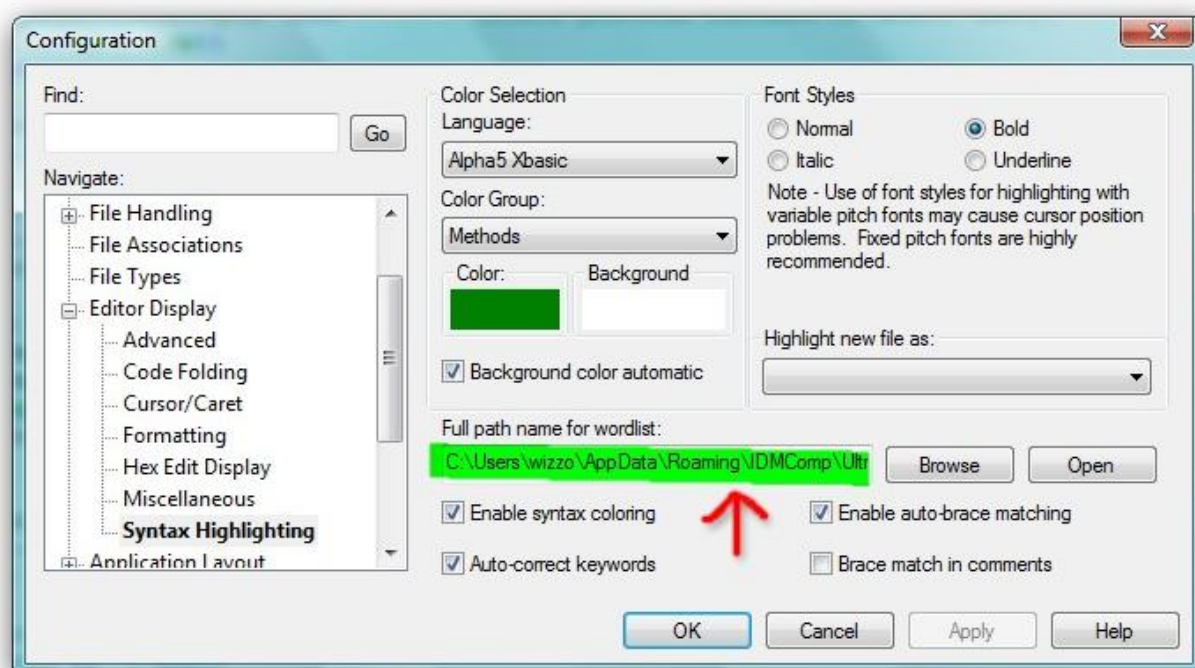 Configuration
Find:
Go
Navigate:
File Handling
File Associations
File Types
Editor Display
Advanced
Code Folding
Cursor/Caret
Formatting
Hex Edit Display
Miscellaneous
Syntax Highlighting
Application Layout
Color Selection
Language:
Alpha5 Xbasic
Color Group:
Methods
Color:
Background
Background color automatic
Font Styles
Normal
Bold
Italic
Underline
Note - Use of font styles for highlighting with
variable pitch fonts may cause cursor position
problems. Fixed pitch fonts are highly
recommended.
Highlight new file as:
Full path name for wordlist:
C:\Users\wizzo\AppData\Roaming\IDMComp\Ultr
Browse
Open
Enable syntax coloring
Enable auto-brace matching
Auto-correct keywords
Brace match in comments
OK
Cancel
Apply
Help